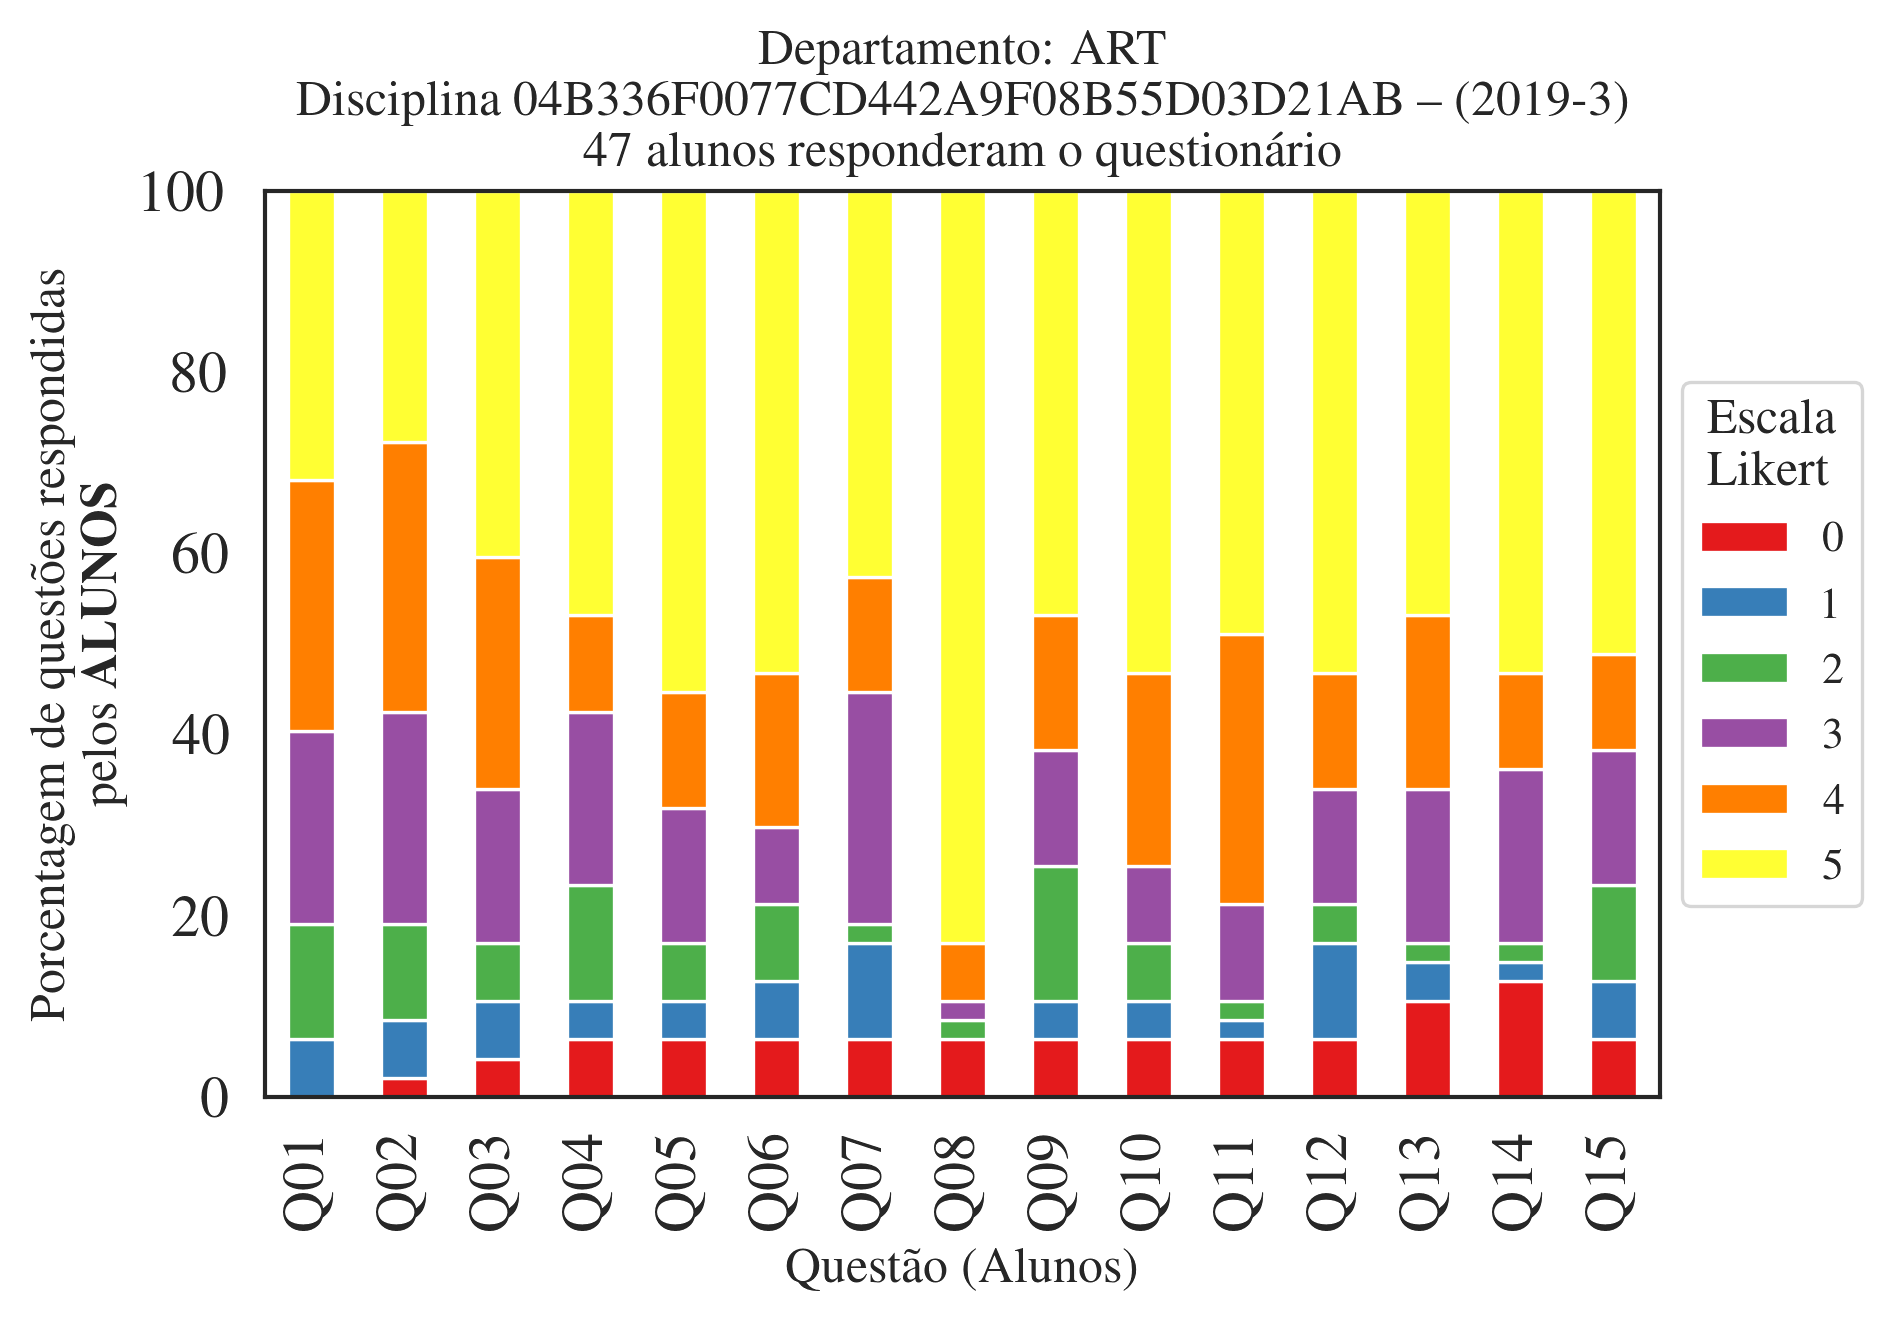 Departamento: ART
Disciplina 04B336F0077CD442A9F08B55D03D21AB – (2019-3)
47 alunos responderam o questionário
Porcentagem de questões respondidas
pelos ALUNOS
100
80
60
40
20
0
Q01
Q02
Q03
Q04
Q05
Q06
Q07
Q08
Q09
Q10
Q11
Q12
Q13
Q14
Q15
Questão (Alunos)
Escala
Likert
0
1
2
3
4
5